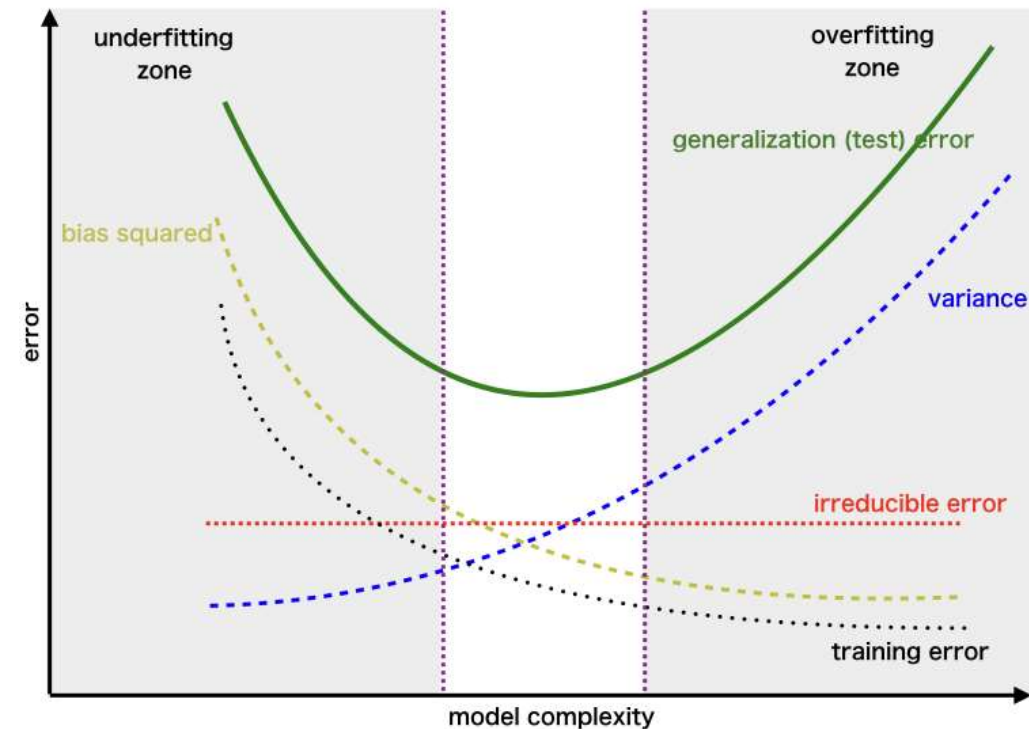 underfitting
zone
overfitting
zone
generalization (test) error
bias squared
variance
error
irreducible error
training error
model complexity